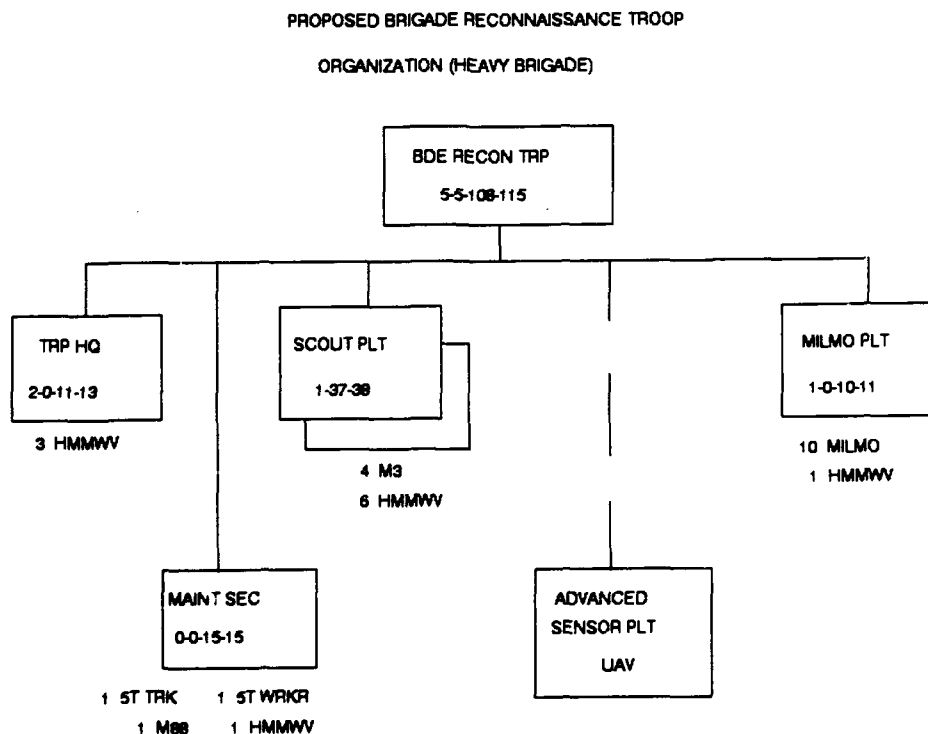 PROPOSED BRIGADE RECONNAISSANCE TROOP
ORGANIZATION (HEAVY BRIGADE)
BDE RECON TRP
5-5-108-115
TRP HQ
2-0-11-13
3 HMMWV
SCOUT PLT
1-37-38
4 M3
6 HMMWV
MILMO PLT
1-0-10-11
10 MILMO
1 HMMWV
MAINT SEC
0-0-15-15
1 5T TRK 1 5T WRKR
1 M88 1 HMMWV
ADVANCED
SENSOR PLT
UAV